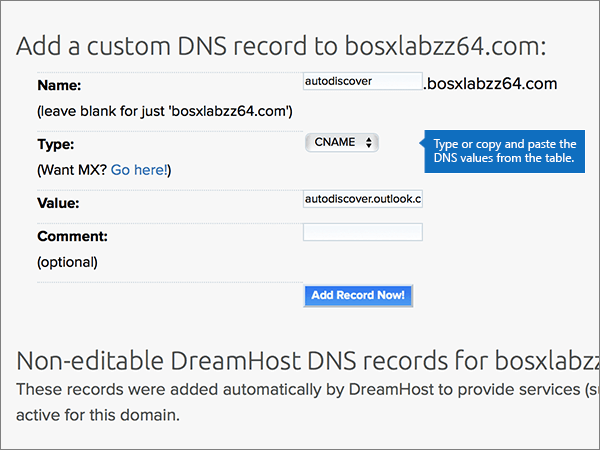 Add a custom DNS record to bosxlabzz64.com:
Name:
autodiscover .bosxlabzz64.com
(leave blank for just 'bosxlabzz64.com')
Type:
CNAME
Type or copy and paste the
DNS values from the table.
(Want MX? Go here!)
Value:
autodiscover.outlook.c
Comment:
(optional)
Add Record Now!
Non-editable DreamHost DNS records for bosxlabzz
These records were added automatically by DreamHost to provide services (su
active for this domain.